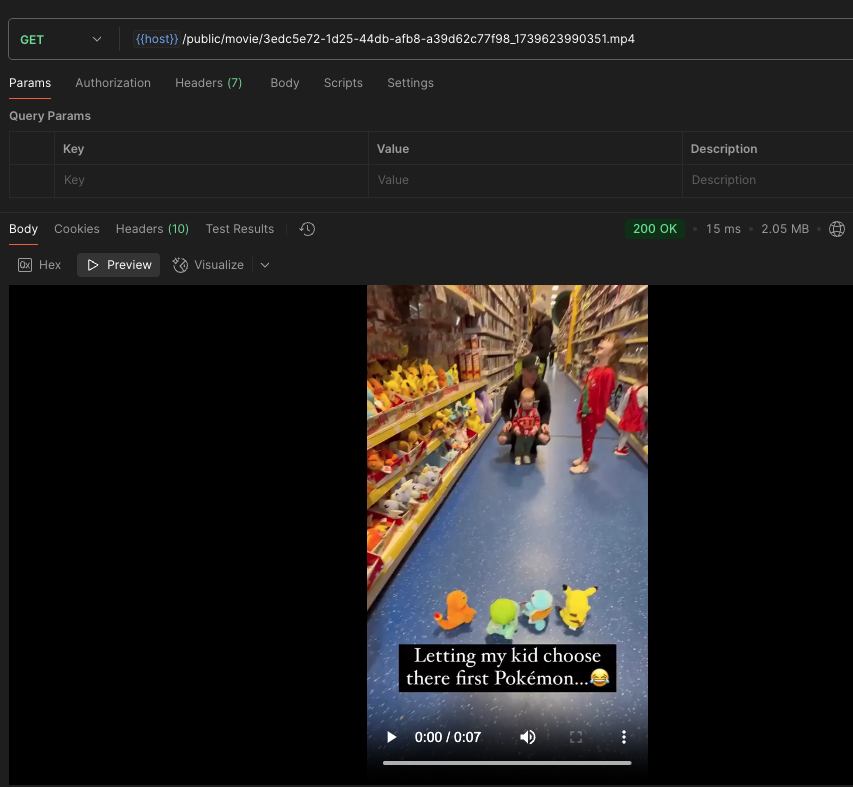 GET {{host}} /public/movie/3edc5e72-1d25-44db-afb8-a39d62c77f98_1739623990351.mp4
Params Authorization Headers (7) Body Scripts Settings
Query Params
Key Value Description
Key Value Description
Body Cookies Headers (10) Test Results 200 OK • 15 ms • 2.05 MB •
0x Hex Preview Visualize
Letting my kid choose
there first Pokémon...😂
0:00 / 0:07